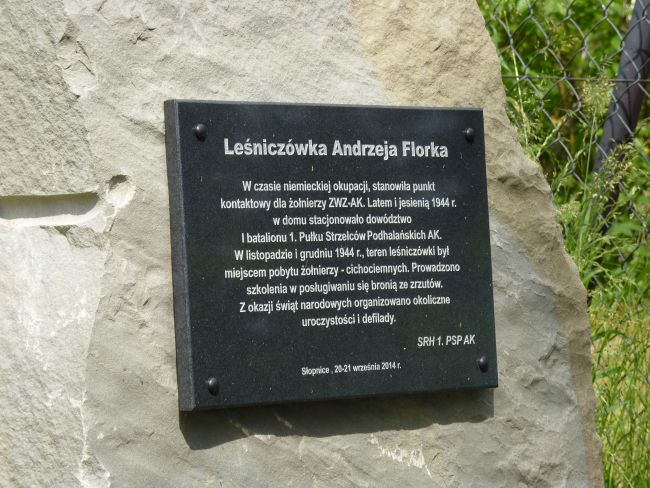 Leśniczówka Andrzeja Florka
W czasie niemieckiej okupacji, stanowiła punkt
kontaktowy dla żołnierzy ZWZ-AK. Latem i jesienią 1944 r.
w domu stacjonowało dowództwo
I batalionu 1. Pułku Strzelców Podhalańskich AK.
W listopadzie i grudniu 1944 r., teren leśniczówki był
miejscem pobytu żołnierzy - cichociemnych. Prowadzono
szkolenia w posługiwaniu się bronią ze zrzutów.
Z okazji świąt narodowych organizowano okoliczne
uroczystości i defilady.
SRH 1. PSP AK
Słopnice , 20-21 września 2014 r.